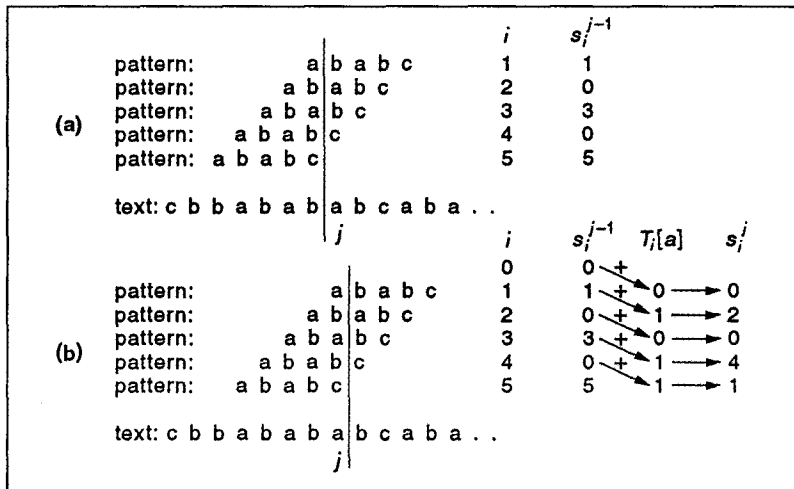 i s_i^{j-1}
pattern: a b a b c 1 1
pattern: a b a b c 2 0
pattern: a b a b c 3 3
(a)
pattern: a b a b c 4 0
pattern: a b a b c 5 5
text: c b b a b a b a b c a b a . .
j
i s_i^{j-1} T_i[a] s_i^j
0 0 +
pattern: a b a b c 1 1 + 0 0
pattern: a b a b c 2 0 + 1 2
pattern: a b a b c 3 3 + 0 0
(b)
pattern: a b a b c 4 0 + 1 4
pattern: a b a b c 5 5 1 1
text: c b b a b a b a b c a b a . .
j